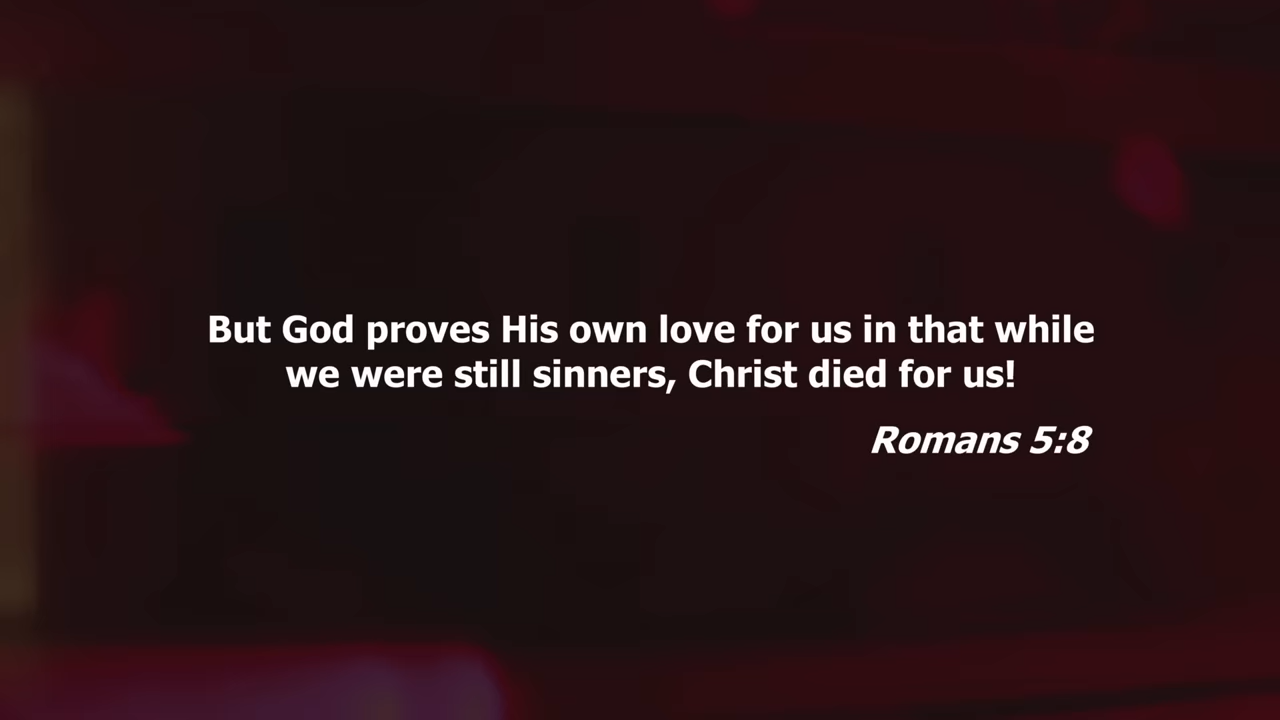 But God proves His own love for us in that while
we were still sinners, Christ died for us!
Romans 5:8